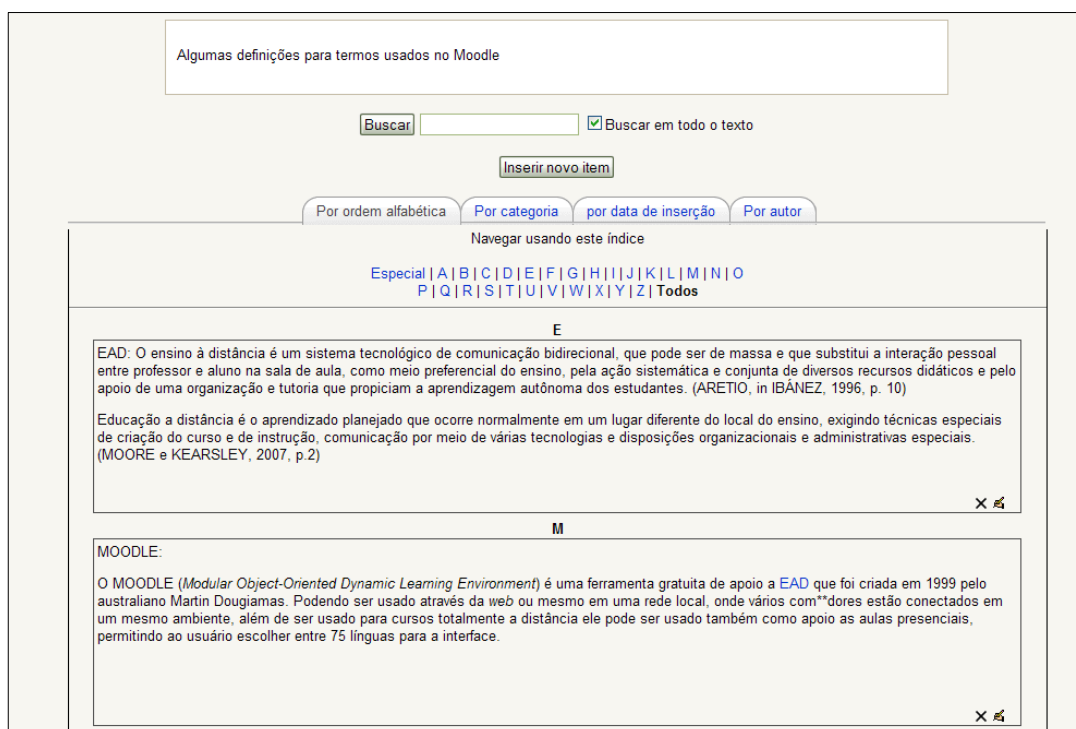 Algumas definições para termos usados no Moodle
Buscar Buscar em todo o texto
Inserir novo item
Por ordem alfabética Por categoria por data de inserção Por autor
Navegar usando este índice
Especial | A | B | C | D | E | F | G | H | I | J | K | L | M | N | O
P | Q | R | S | T | U | V | W | X | Y | Z | Todos
E
EAD: O ensino à distância é um sistema tecnológico de comunicação bidirecional, que pode ser de massa e que substitui a interação pessoal
entre professor e aluno na sala de aula, como meio preferencial do ensino, pela ação sistemática e conjunta de diversos recursos didáticos e pelo
apoio de uma organização e tutoria que propiciam a aprendizagem autônoma dos estudantes. (ARETIO, in IBÁNEZ, 1996, p. 10)
Educação a distância é o aprendizado planejado que ocorre normalmente em um lugar diferente do local do ensino, exigindo técnicas especiais
de criação do curso e de instrução, comunicação por meio de várias tecnologias e disposições organizacionais e administrativas especiais.
(MOORE e KEARSLEY, 2007, p.2)
M
MOODLE:
O MOODLE (Modular Object-Oriented Dynamic Learning Environment) é uma ferramenta gratuita de apoio a EAD que foi criada em 1999 pelo
australiano Martin Dougiamas. Podendo ser usado através da web ou mesmo em uma rede local, onde vários com**dores estão conectados em
um mesmo ambiente, além de ser usado para cursos totalmente a distância ele pode ser usado também como apoio as aulas presenciais,
permitindo ao usuário escolher entre 75 línguas para a interface.